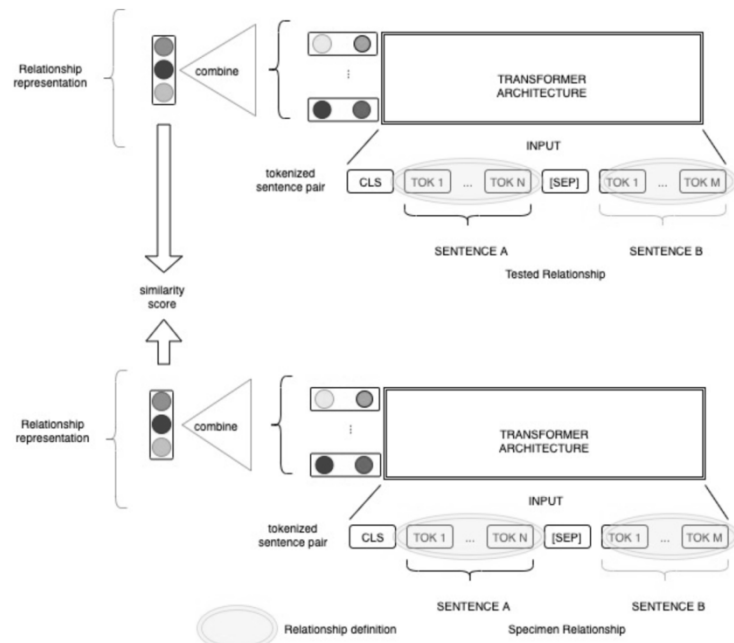 Relationship
representation
combine
⋮
TRANSFORMER
ARCHITECTURE
INPUT
tokenized
sentence pair
CLS
TOK 1
...
TOK N
[SEP]
TOK 1
...
TOK M
SENTENCE A
SENTENCE B
Tested Relationship
similarity
score
Relationship
representation
combine
⋮
TRANSFORMER
ARCHITECTURE
INPUT
tokenized
sentence pair
CLS
TOK 1
...
TOK N
[SEP]
TOK 1
...
TOK M
SENTENCE A
SENTENCE B
Relationship definition
Specimen Relationship